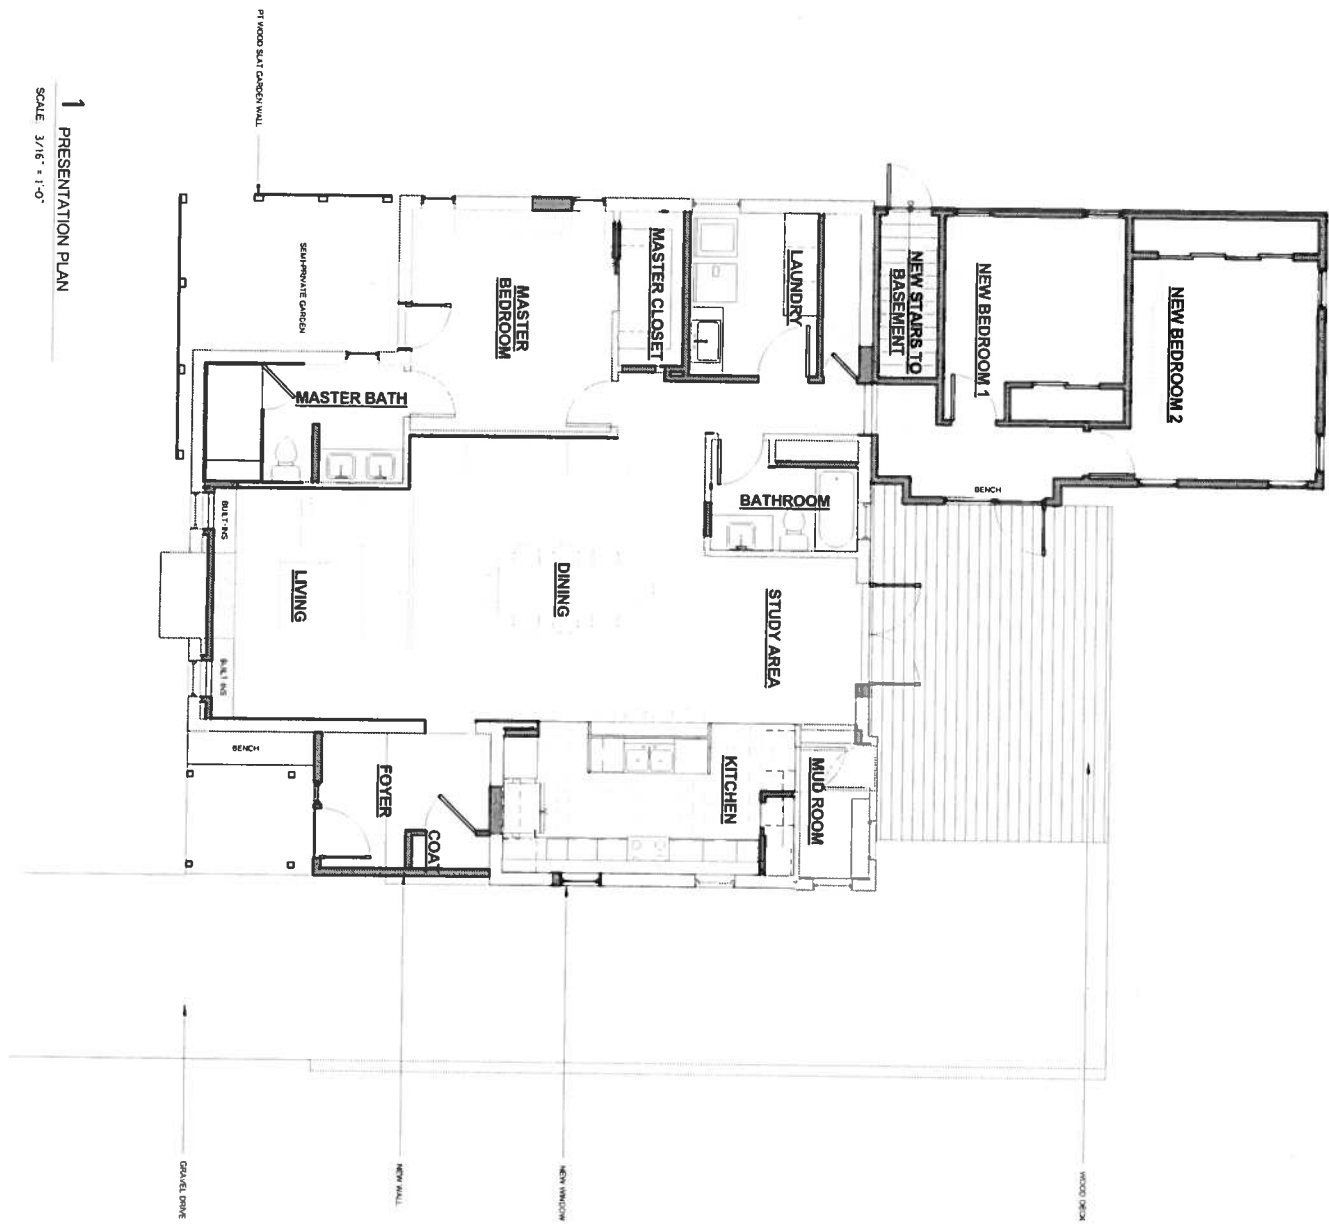 1 PRESENTATION PLAN
SCALE: 3/16" = 1'-0"
PT WOOD SLAT GARDEN WALL
SEMI-PRIVATE GARDEN
MASTER
BEDROOM
MASTER CLOSET
LAUNDRY
NEW STAIRS TO
BASEMENT
NEW BEDROOM 1
NEW BEDROOM 2
MASTER BATH
BATHROOM
BENCH
BUILT-INS
LIVING
DINING
STUDY AREA
BUILT-INS
BENCH
FOYER
COAT
KITCHEN
MUD ROOM
GRAVEL DRIVE
NEW WALL
NEW WINDOW
WOOD DECK